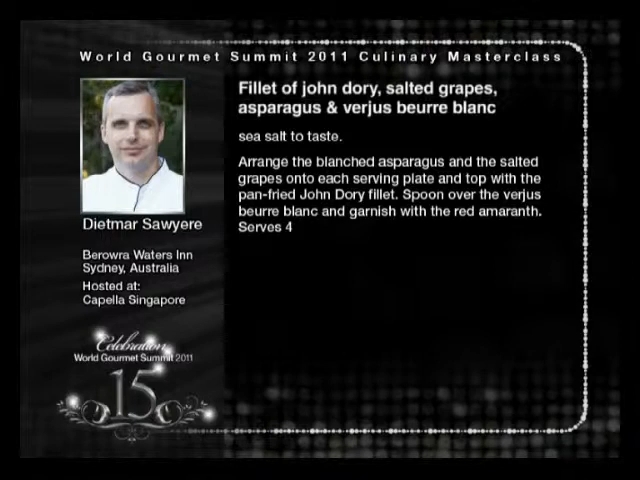 World Gourmet Summit 2011 Culinary Masterclass
Fillet of john dory, salted grapes,
asparagus & verjus beurre blanc
sea salt to taste.
Arrange the blanched asparagus and the salted
grapes onto each serving plate and top with the
pan-fried John Dory fillet. Spoon over the verjus
beurre blanc and garnish with the red amaranth.
Serves 4
Dietmar Sawyere
Berowra Waters Inn
Sydney, Australia
Hosted at:
Capella Singapore
Celebration
World Gourmet Summit 2011
15